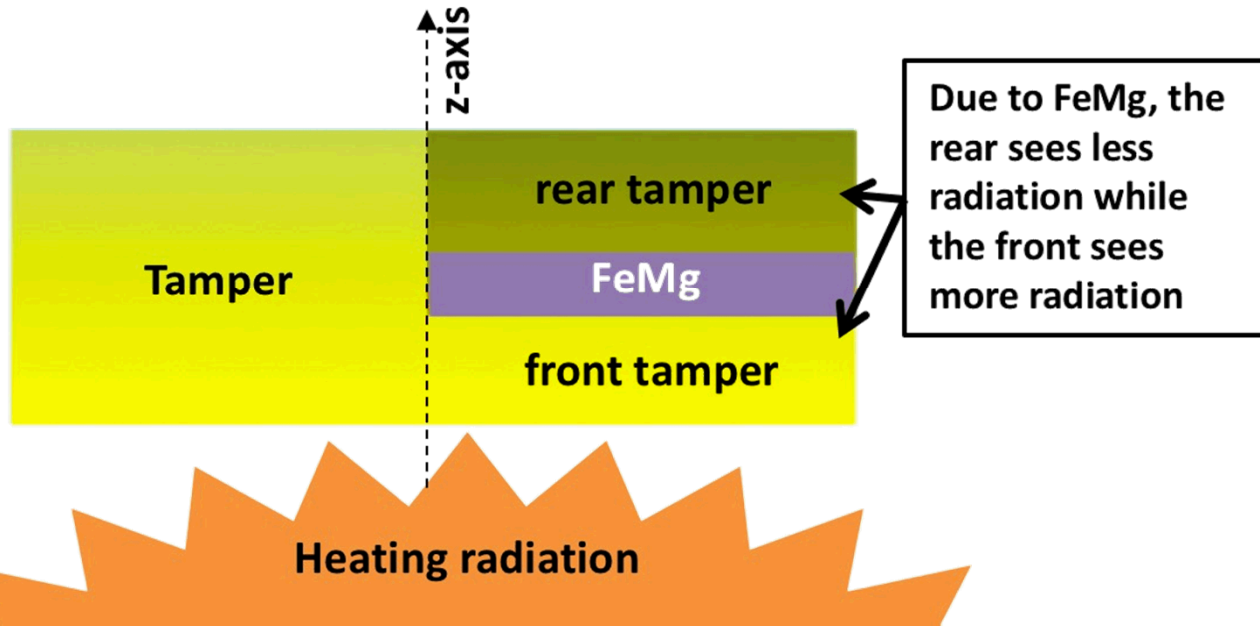 z-axis
rear tamper
FeMg
Tamper
front tamper
Due to FeMg, the
rear sees less
radiation while
the front sees
more radiation
Heating radiation